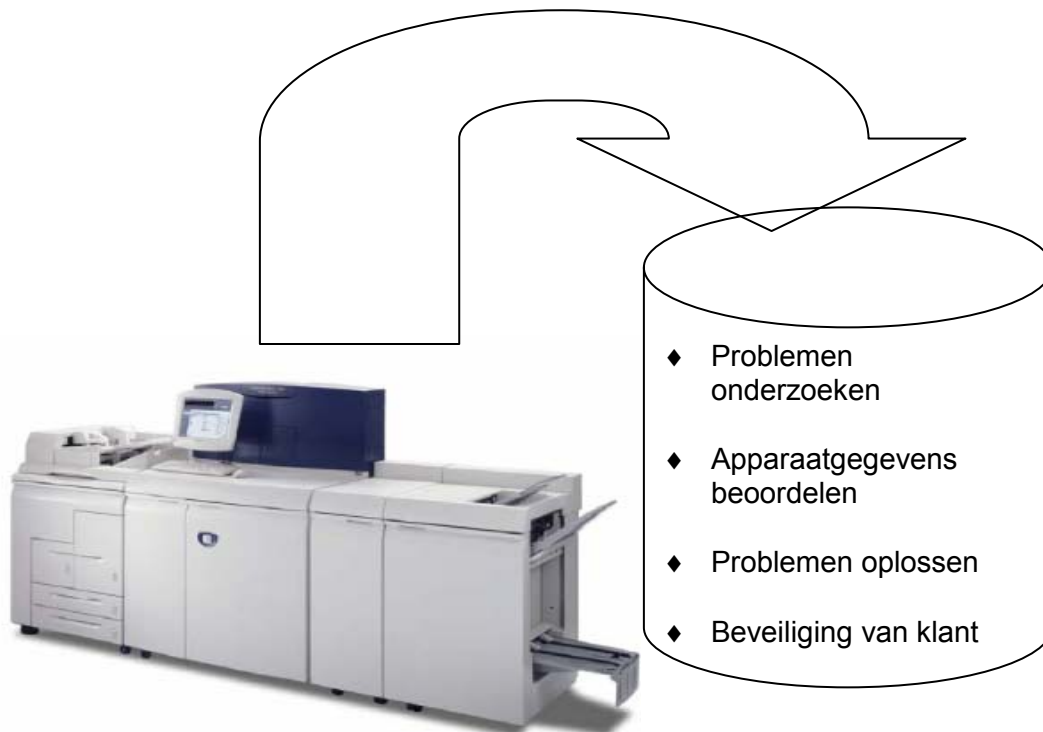 ♦ Problemen
onderzoeken
♦ Apparaatgegevens
beoordelen
♦ Problemen oplossen
♦ Beveiliging van klant